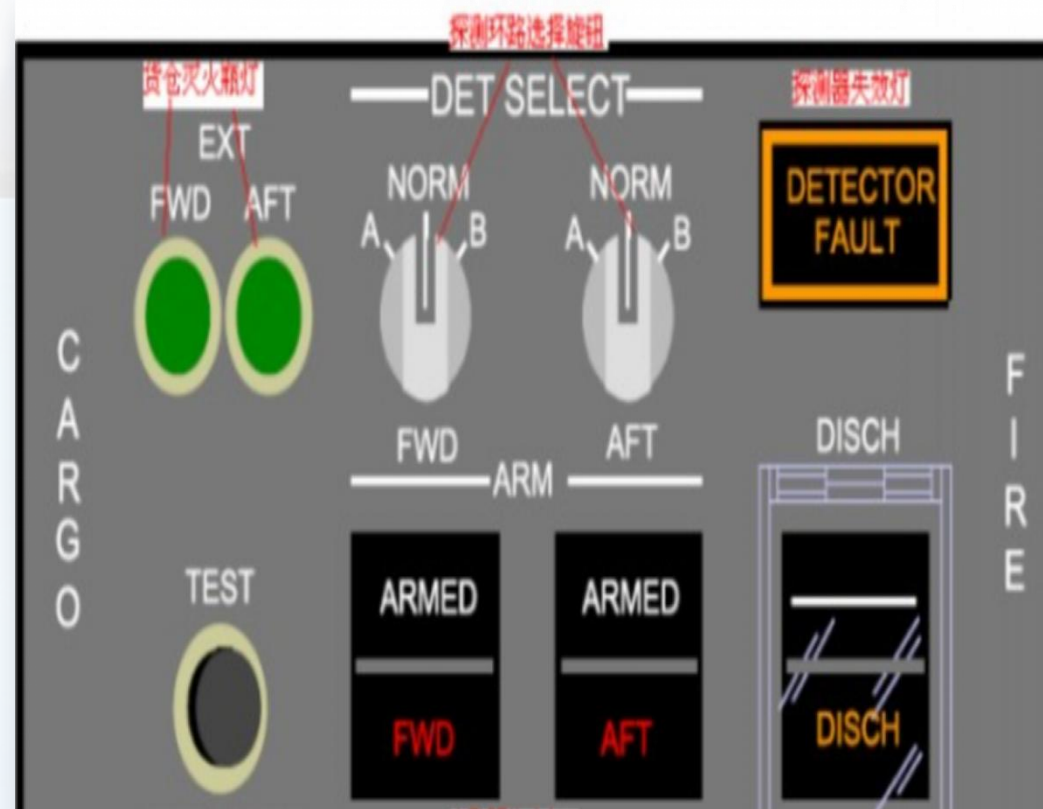 探测环路选择旋钮
货仓灭火瓶灯
DET SELECT
探测器失效灯
EXT
FWD AFT
NORM
A B
NORM
A B
DETECTOR
FAULT
CARGO
FIRE
FWD
AFT
DISCH
ARM
TEST
ARMED
ARMED
FWD
AFT
DISCH